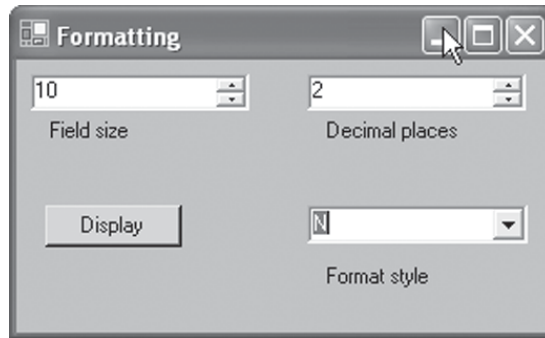 Formatting
10
2
Field size
Decimal places
Display
N
Format style